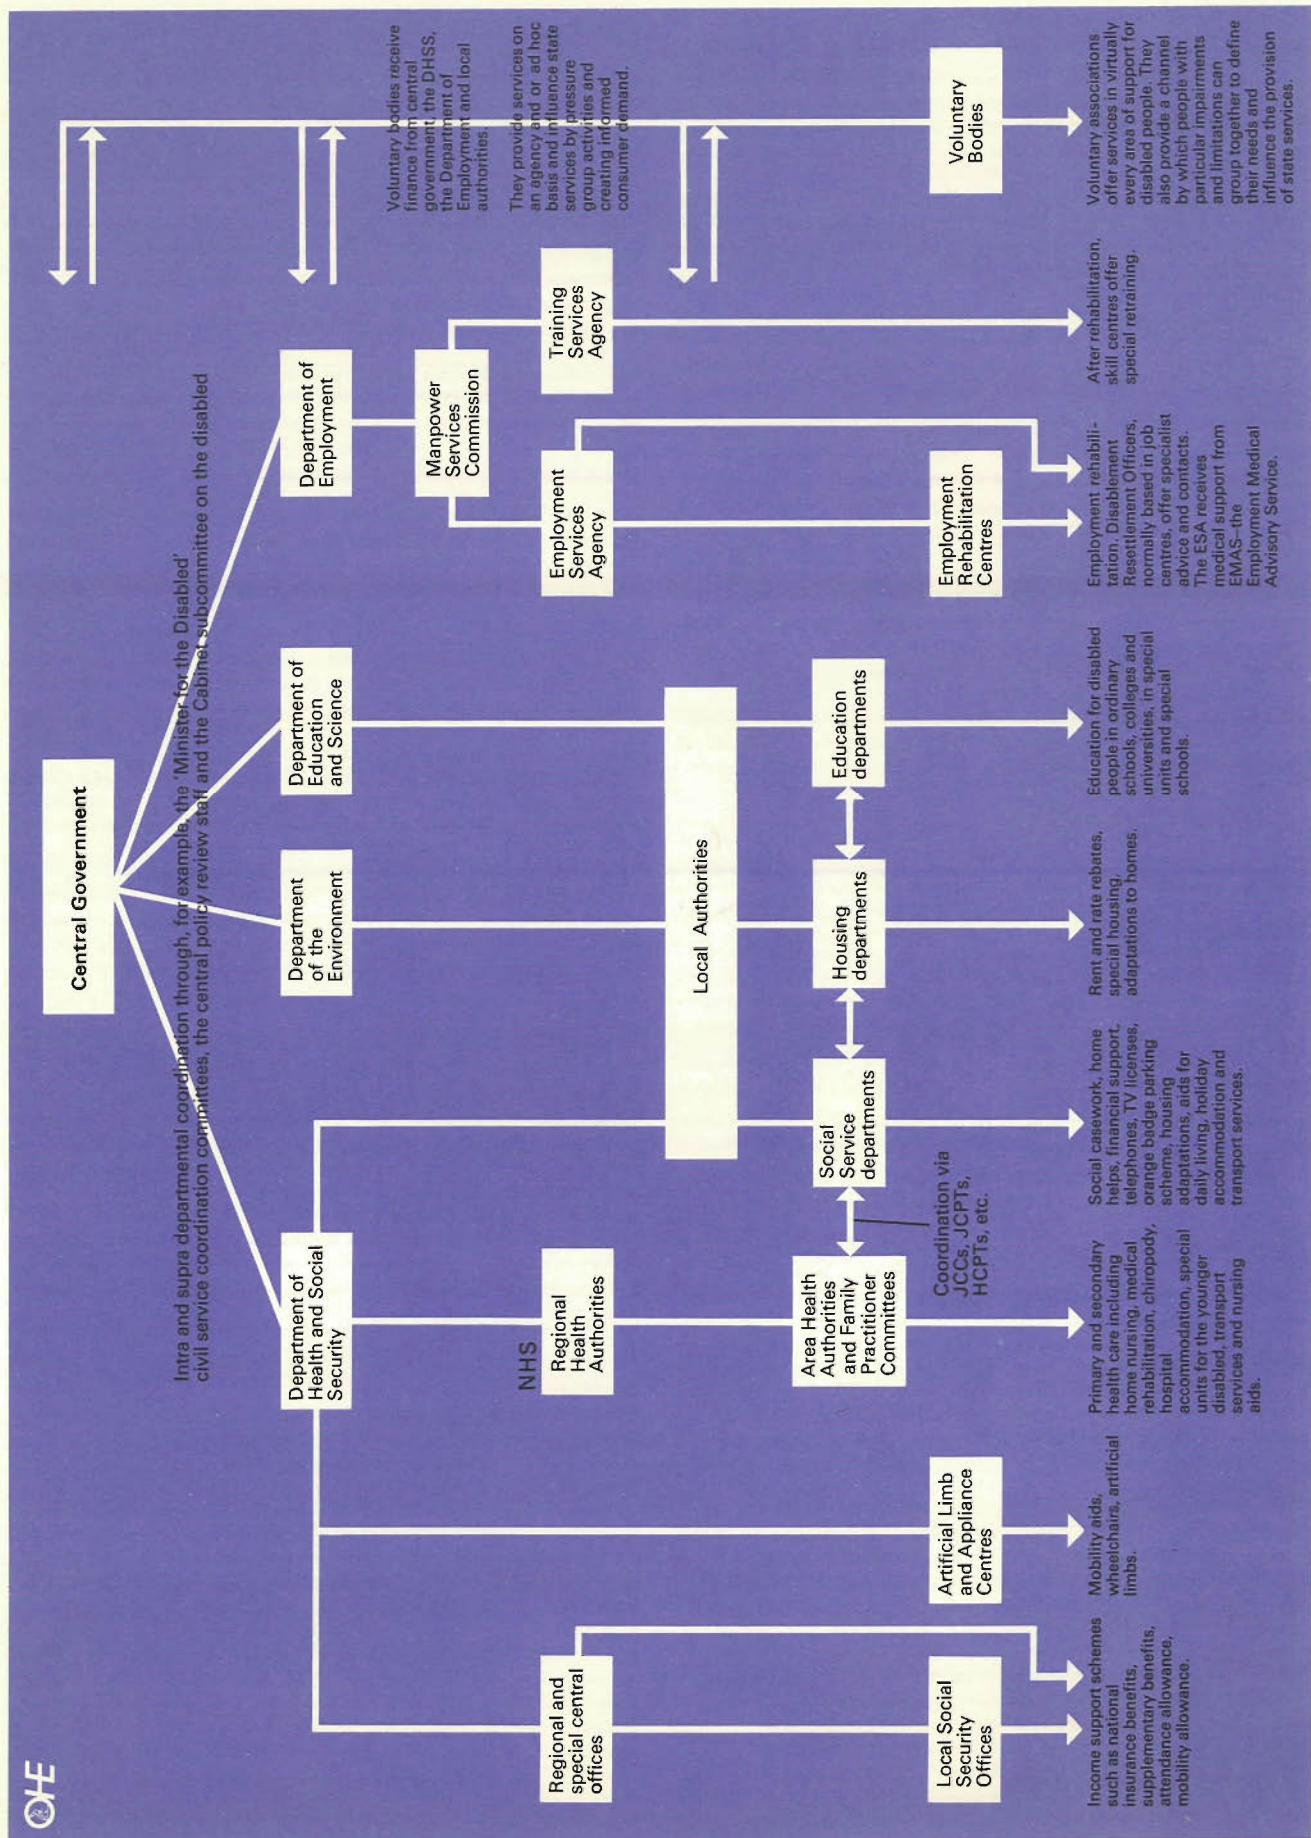 OHE
Central Government
Intra and supra departmental coordination through, for example, the 'Minister for the Disabled'
civil service coordination committees, the central policy review staff and the Cabinet subcommittee on the disabled
Department of
Health and Social
Security
Department
of the
Environment
Department of
Education
and Science
Department of
Employment
Manpower
Services
Commission
Voluntary bodies receive
finance from central
government, the DHSS,
the Department of
Employment and local
authorities.
They provide services on
an agency and or ad hoc
basis and influence state
services by pressure
group activities and
creating informed
consumer demand.
Regional and
special central
offices
NHS
Regional
Health
Authorities
Employment
Services
Agency
Training
Services
Agency
Local Authorities
Area Health
Authorities
and Family
Practitioner
Committees
Social
Service
departments
Housing
departments
Education
departments
Coordination via
JCCs, JCPTs,
HCPTs, etc.
Local Social
Security
Offices
Artificial Limb
and Appliance
Centres
Employment
Rehabilitation
Centres
Voluntary
Bodies
Income support schemes
such as national
insurance benefits,
supplementary benefits,
attendance allowance,
mobility allowance.
Mobility aids,
wheelchairs, artificial
limbs.
Primary and secondary
health care including
home nursing, medical
rehabilitation, chiropody,
hospital
accommodation, special
units for the younger
disabled, transport
services and nursing
aids.
Social casework, home
helps, financial support,
telephones, TV licenses,
orange badge parking
scheme, housing
adaptations, aids for
daily living, holiday
accommodation and
transport services.
Rent and rate rebates,
special housing,
adaptations to homes.
Education for disabled
people in ordinary
schools, colleges and
universities, in special
units and special
schools.
Employment rehabili-
tation, Disablement
Resettlement Officers,
normally based in job
centres, offer specialist
advice and contacts.
The ESA receives
medical support from
EMAS–the
Employment Medical
Advisory Service.
After rehabilitation,
skill centres offer
special retraining.
Voluntary associations
offer services in virtually
every area of support for
disabled people. They
also provide a channel
by which people with
particular impairments
and limitations can
group together to define
their needs and
influence the provision
of state services.